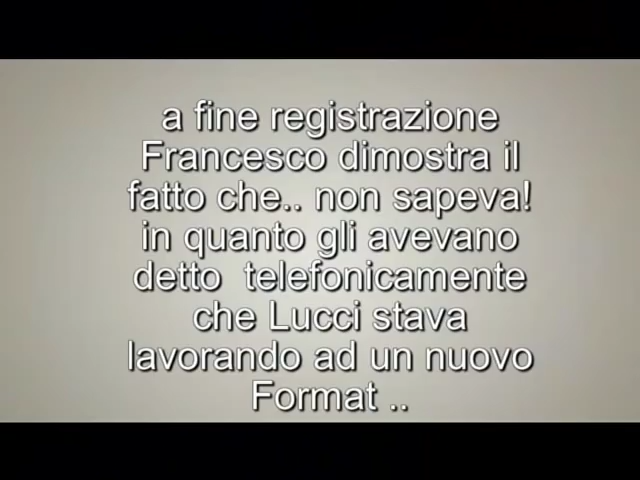 a fine registrazione
Francesco dimostra il
fatto che.. non sapeva!
in quanto gli avevano
detto  telefonicamente
che Lucci stava
lavorando ad un nuovo
Format ..